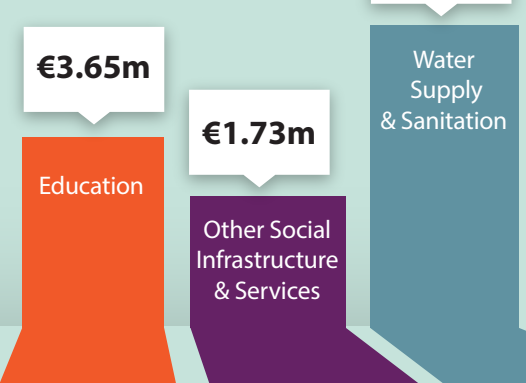 €3.65m
Education
€1.73m
Other Social
Infrastructure
& Services
Water
Supply
& Sanitation